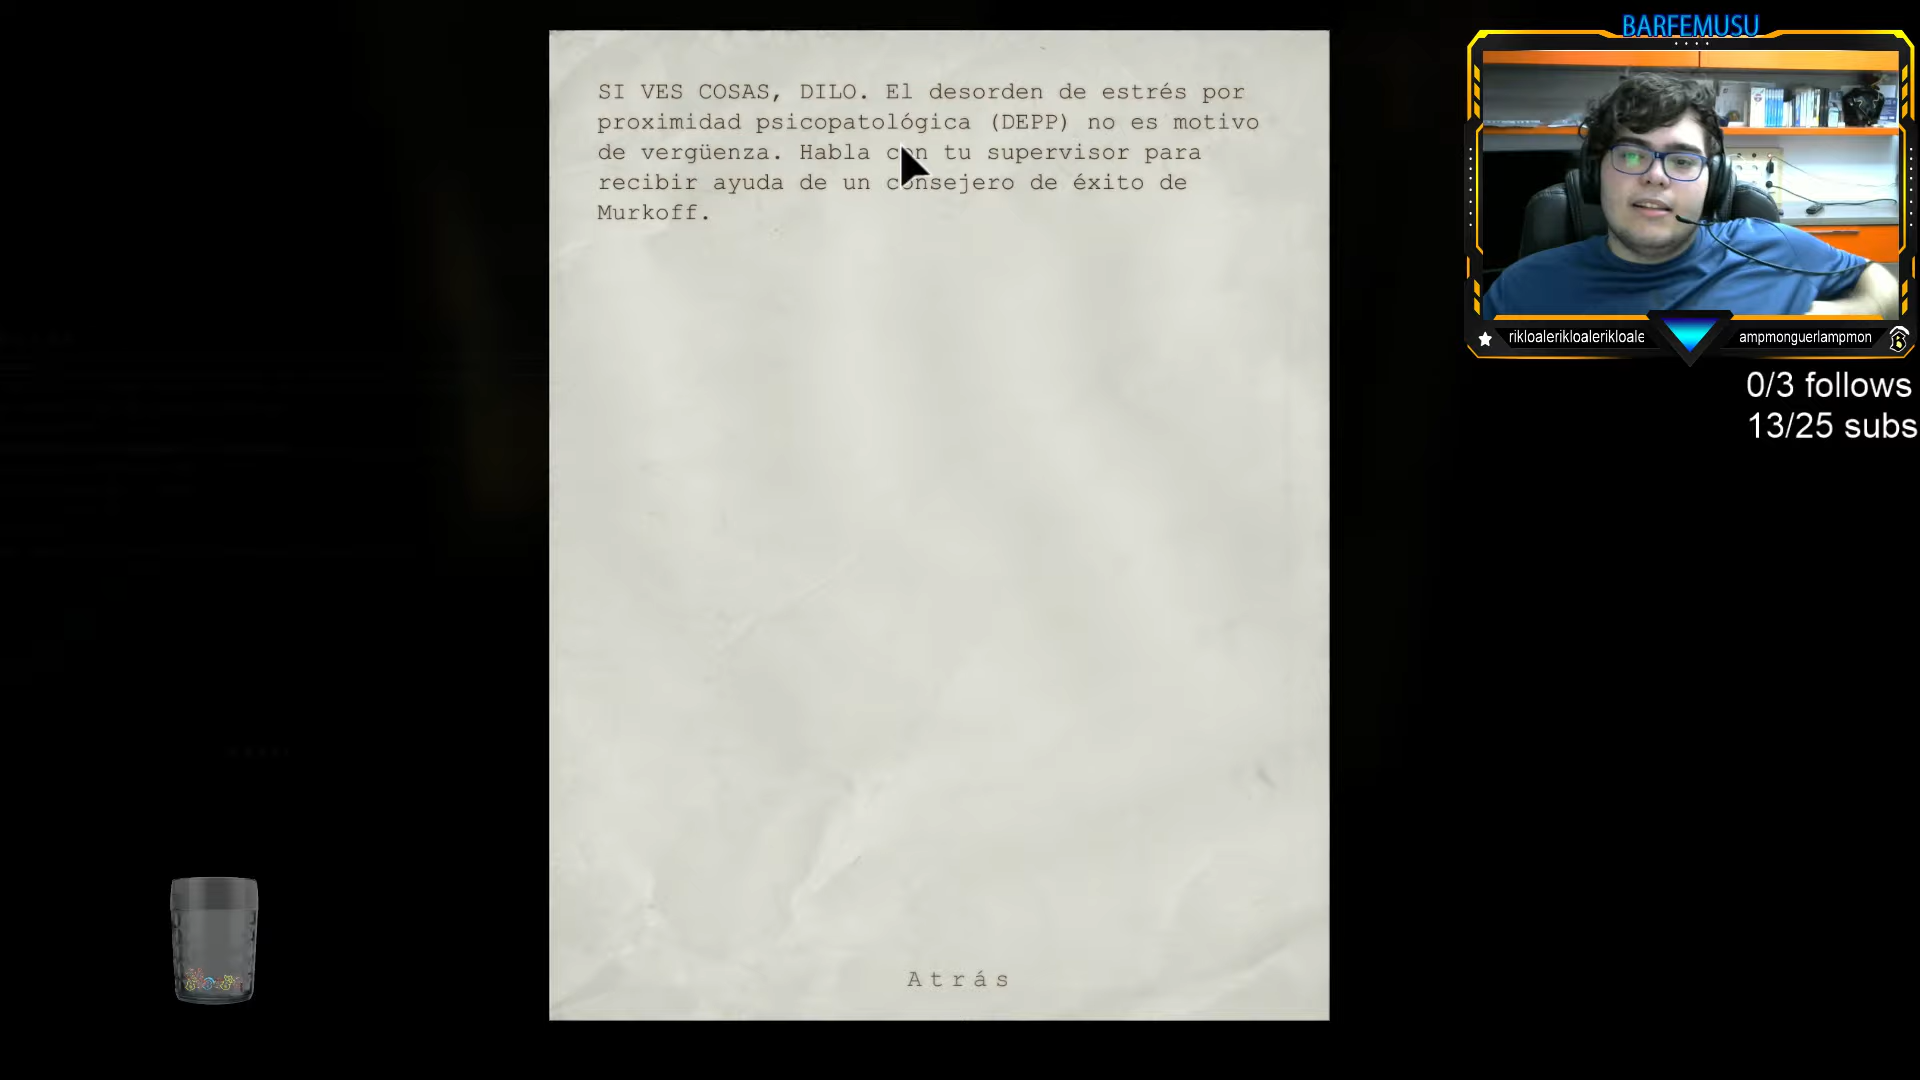 BARFEMUSU
SI VES COSAS, DILO. El desorden de estrés por
proximidad psicopatológica (DEPP) no es motivo
de vergüenza. Habla con tu supervisor para
recibir ayuda de un consejero de éxito de
Murkoff.
rikloalerikloalerikloale
ampmonguerlampmon
0/3 follows
13/25 subs
Atrás